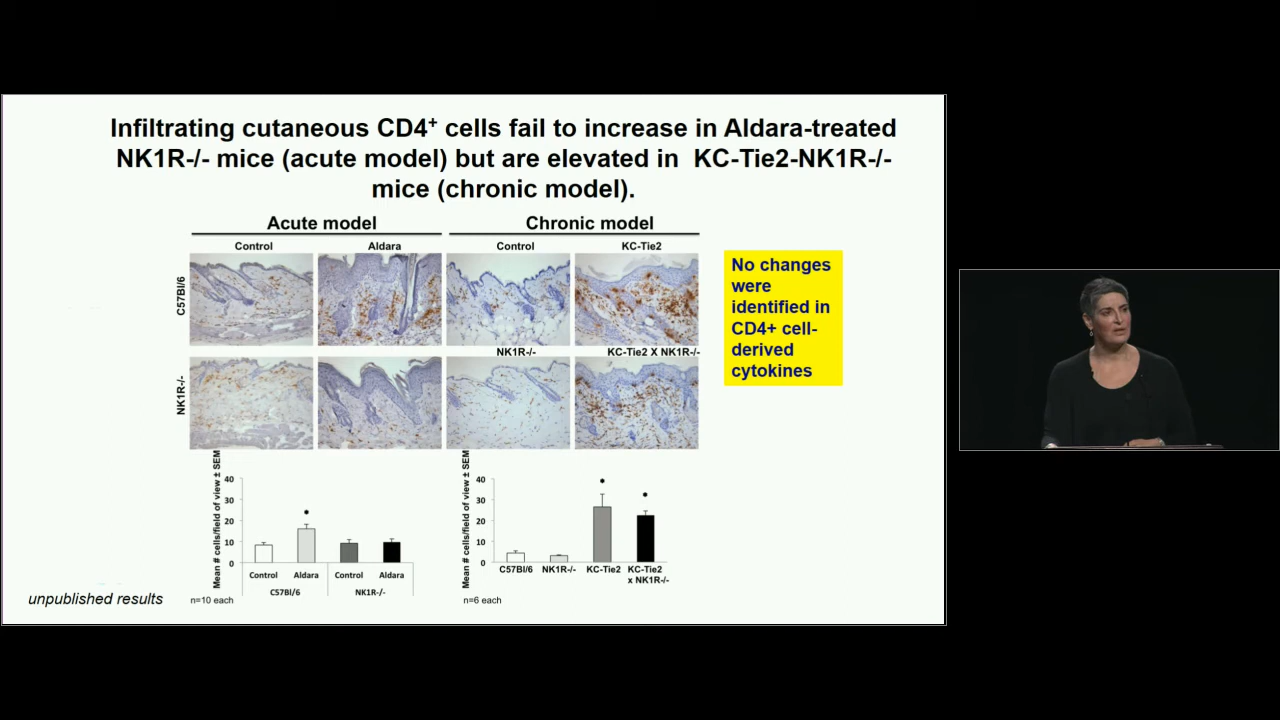 Infiltrating cutaneous CD4+ cells fail to increase in Aldara-treated
NK1R-/- mice (acute model) but are elevated in KC-Tie2-NK1R-/-
mice (chronic model).
Acute model
Chronic model
Control
Aldara
Control
KC-Tie2
C57Bl/6
NK1R-/-
KC-Tie2 X NK1R-/-
NK1R-/-
No changes
were
identified in
CD4+ cell-
derived
cytokines
Mean # cells/field of view ± SEM
40
30
20
10
0
Control
Aldara
Control
Aldara
C57Bl/6
NK1R-/-
n=10 each
Mean # cells/field of view ± SEM
40
30
20
10
0
C57Bl/6
NK1R-/-
KC-Tie2
KC-Tie2
x NK1R-/-
n=6 each
unpublished results